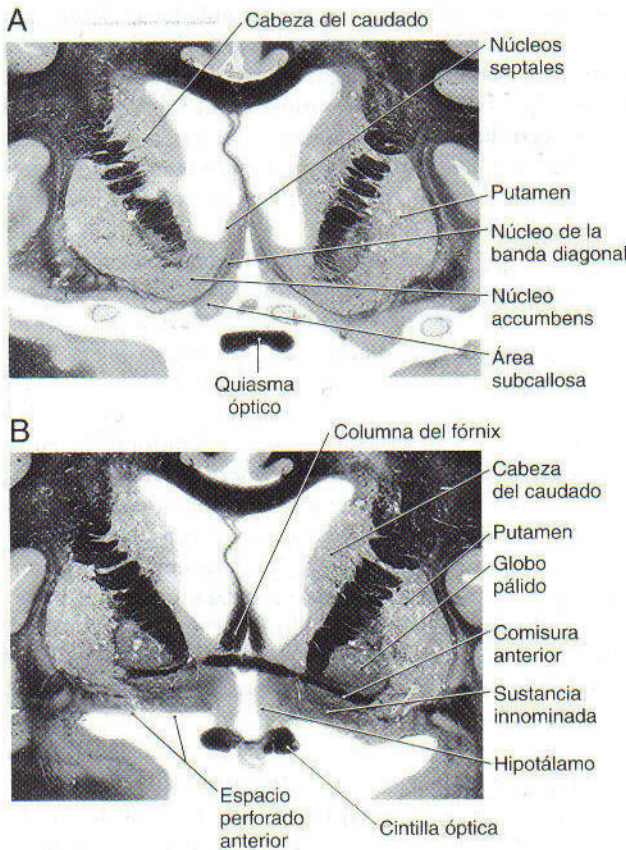 A
Cabeza del caudado
Núcleos
septales
Putamen
Núcleo de la
banda diagonal
Núcleo
accumbens
Área
subcallosa
Quiasma
óptico
B
Columna del fórnix
Cabeza
del caudado
Putamen
Globo
pálido
Comisura
anterior
Sustancia
innominada
Hipotálamo
Espacio
perforado
anterior
Cintilla óptica